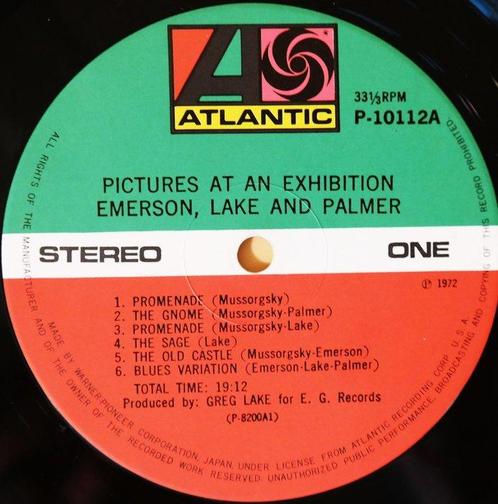 ATLANTIC
33⅓RPM
P-10112A
PICTURES AT AN EXHIBITION
EMERSON, LAKE AND PALMER
STEREO
ONE
℗ 1972
1. PROMENADE (Mussorgsky)
2. THE GNOME (Mussorgsky-Palmer)
3. PROMENADE (Mussorgsky-Lake)
4. THE SAGE (Lake)
5. THE OLD CASTLE (Mussorgsky-Emerson)
6. BLUES VARIATION (Emerson-Lake-Palmer)
TOTAL TIME: 19:12
Produced by: GREG LAKE for E. G. Records
(P-8200A1)
MADE BY WARNER-PIONEER CORPORATION, JAPAN, UNDER LICENSE FROM ATLANTIC RECORDING CORP. U. S. A.
ALL RIGHTS OF THE MANUFACTURER AND OF THE OWNER OF THE RECORDED WORK RESERVED. UNAUTHORIZED PUBLIC PERFORMANCE, BROADCASTING AND COPYING OF THIS RECORD PROHIBITED.